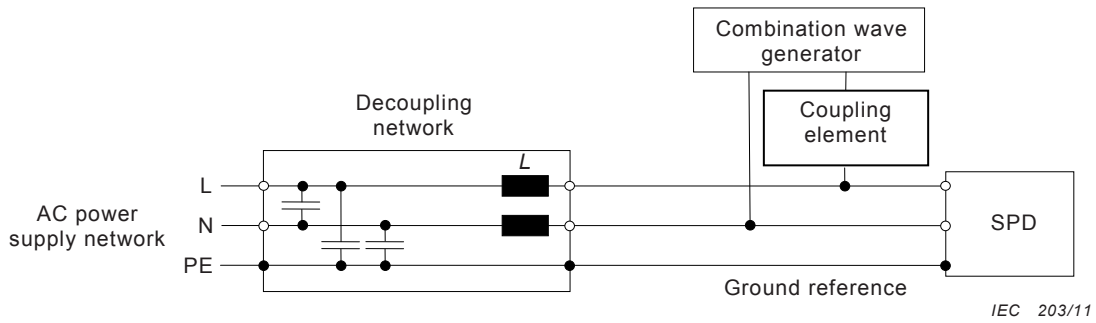 Combination wave
generator
Coupling
element
Decoupling
network
L
L
N
PE
AC power
supply network
SPD
Ground reference
IEC 203/11